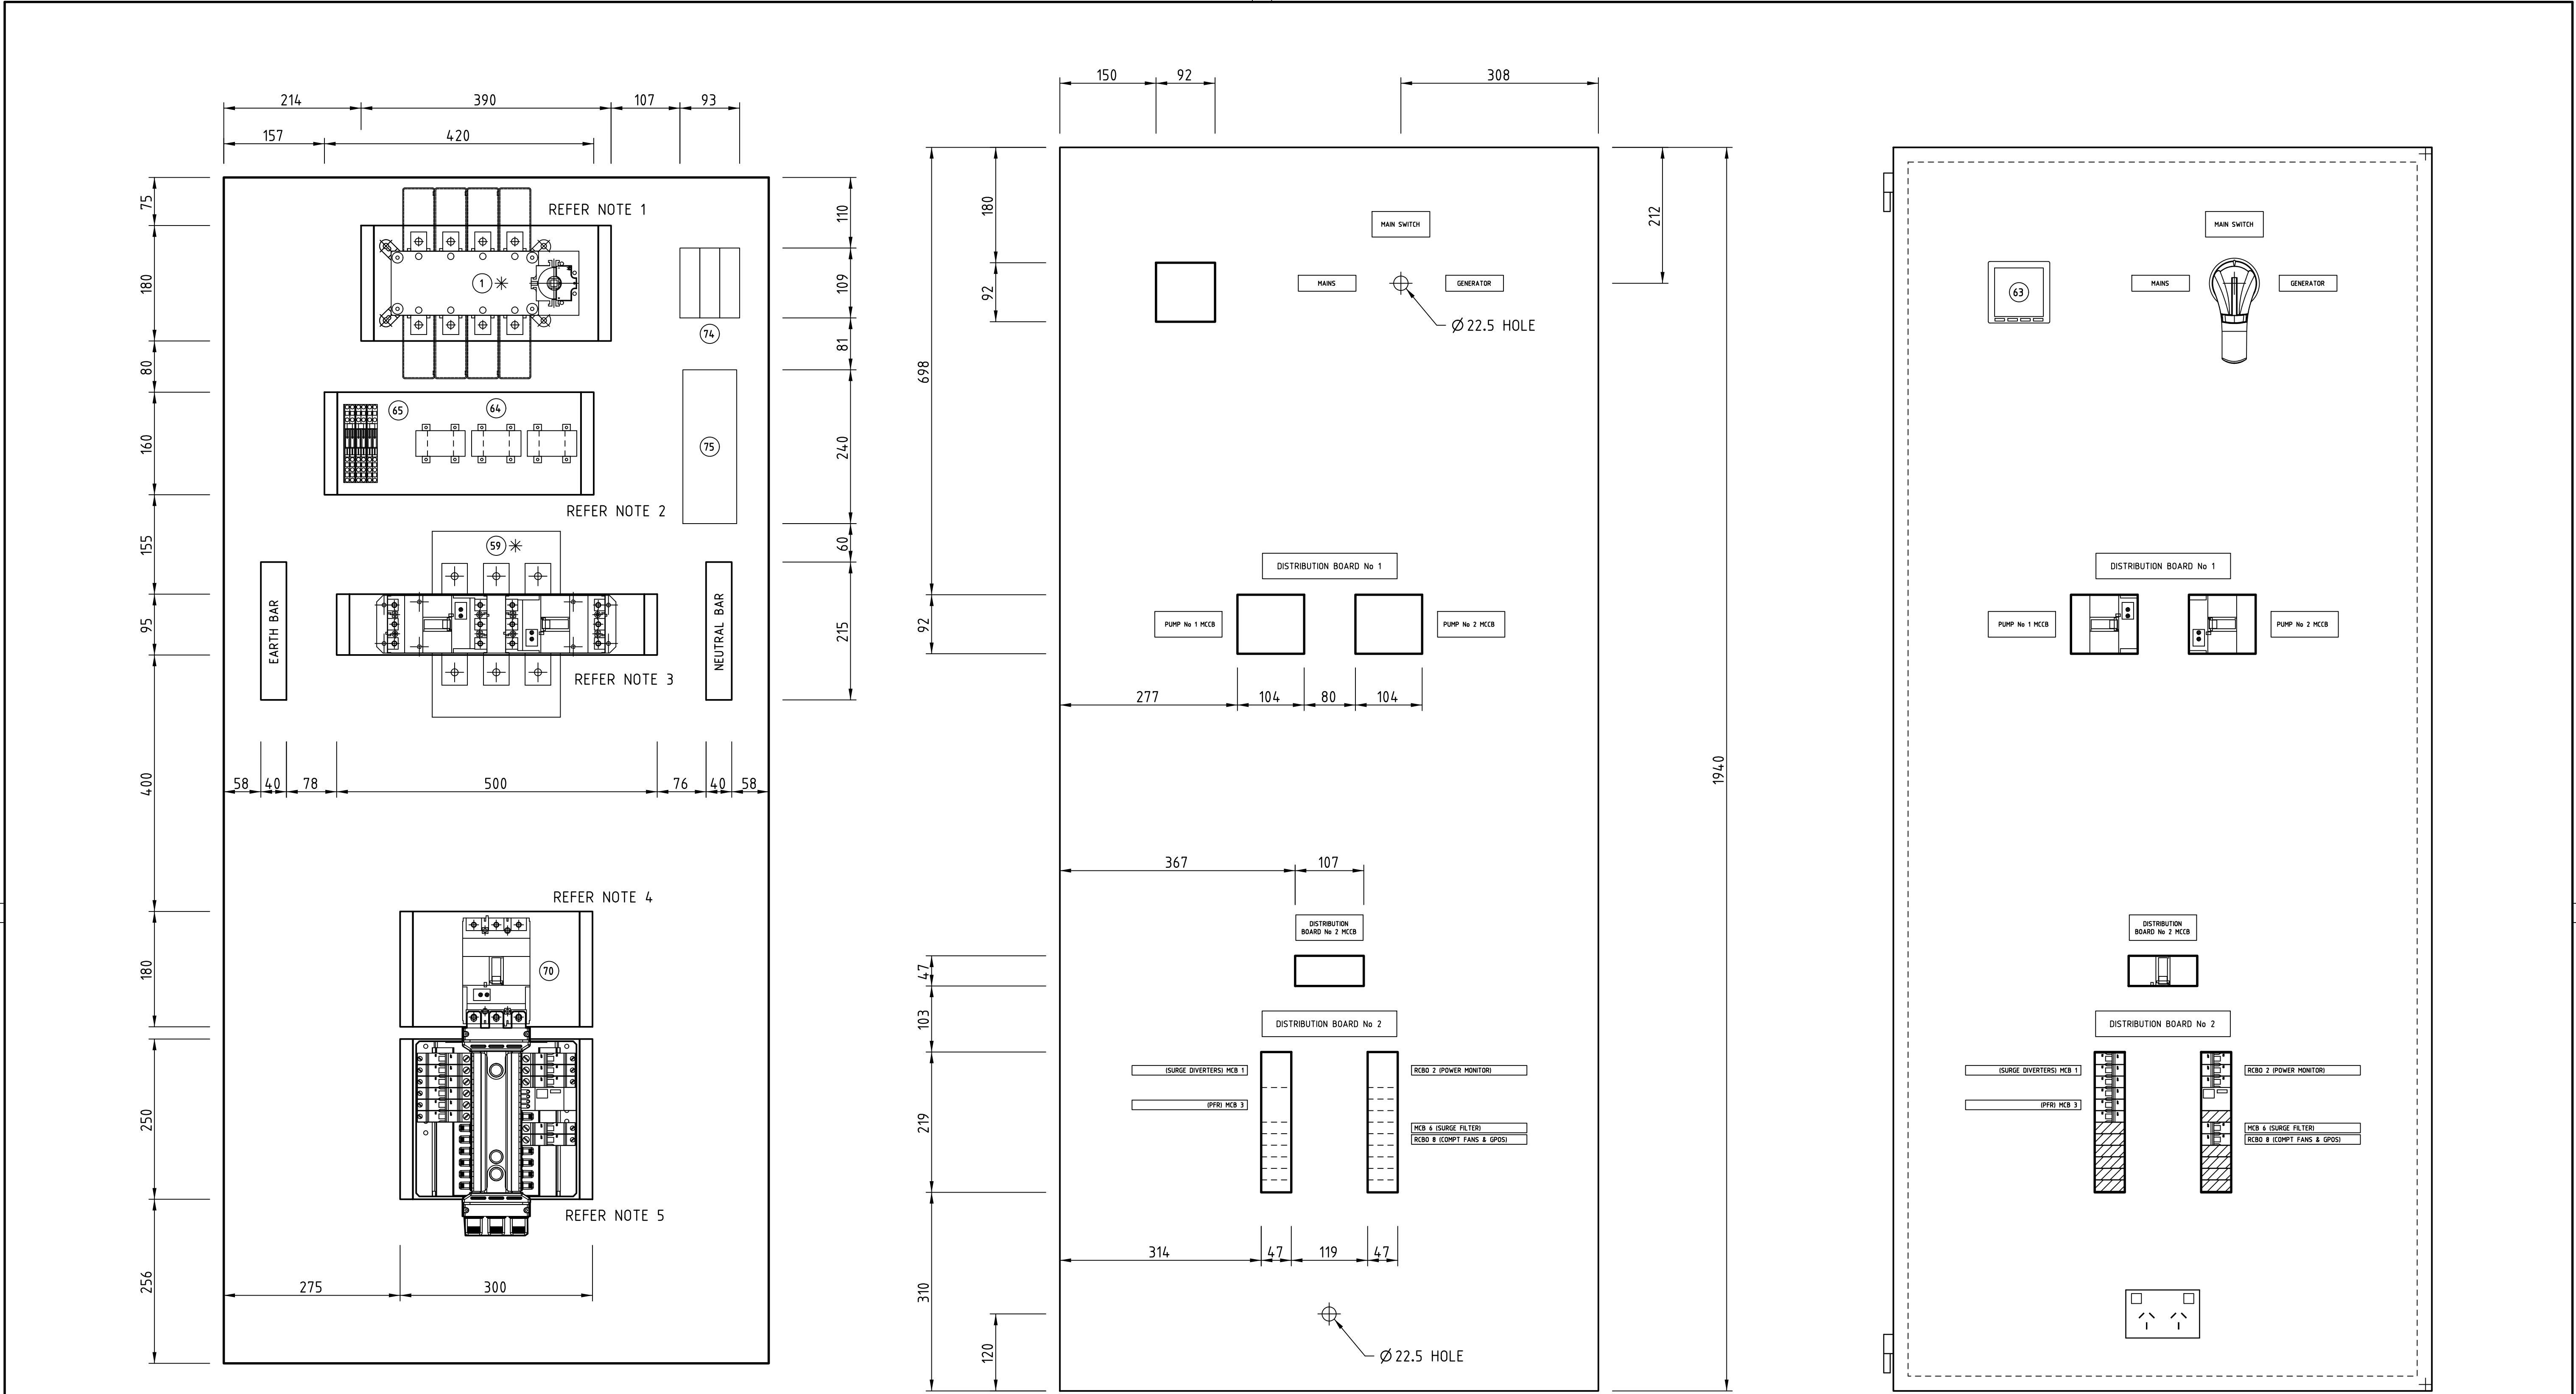 214 390 107 93
157 420
75
180
80
160
155
95
400
180
250
256
REFER NOTE 1
1
74
65
64
75
REFER NOTE 2
59
EARTH BAR
NEUTRAL BAR
REFER NOTE 3
58 40 78 500 76 40 58
REFER NOTE 4
70
REFER NOTE 5
275 300
110
109
81
240
60
215
150 92 308
180
92
698
92
212
1940
MAIN SWITCH
MAINS
GENERATOR
Ø22.5 HOLE
DISTRIBUTION BOARD No 1
PUMP No 1 MCCB
PUMP No 2 MCCB
277 104 80 104
367 107
DISTRIBUTION
BOARD No 2 MCCB
47
103
219
310
120
DISTRIBUTION BOARD No 2
(SURGE DIVERTERS) MCB 1
RCBO 2 (POWER MONITOR)
(PFR) MCB 3
MCB 6 (SURGE FILTER)
RCBO 8 (COMPT FANS & GPOS)
314 47 119 47
Ø22.5 HOLE
MAIN SWITCH
63
MAINS
GENERATOR
DISTRIBUTION BOARD No 1
PUMP No 1 MCCB
PUMP No 2 MCCB
DISTRIBUTION
BOARD No 2 MCCB
DISTRIBUTION BOARD No 2
(SURGE DIVERTERS) MCB 1
RCBO 2 (POWER MONITOR)
(PFR) MCB 3
MCB 6 (SURGE FILTER)
RCBO 8 (COMPT FANS & GPOS)